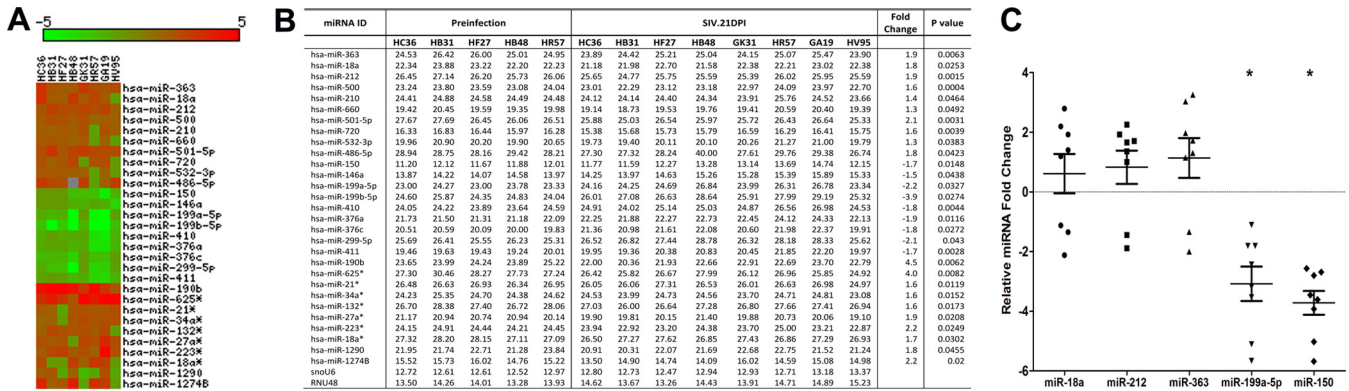 A
-5 5
HC36 HB31 HF27 HB48 GK31 HR57 GA19 HV95
hsa-miR-363
hsa-miR-18a
hsa-miR-212
hsa-miR-500
hsa-miR-210
hsa-miR-660
hsa-miR-501-5p
hsa-miR-720
hsa-miR-532-3p
hsa-miR-486-5p
hsa-miR-150
hsa-miR-146a
hsa-miR-199a-5p
hsa-miR-199b-5p
hsa-miR-410
hsa-miR-376a
hsa-miR-376c
hsa-miR-299-5p
hsa-miR-411
hsa-miR-190b
hsa-miR-625*
hsa-miR-21*
hsa-miR-34a*
hsa-miR-132*
hsa-miR-27a*
hsa-miR-223*
hsa-miR-18a*
hsa-miR-1290
hsa-miR-1274B
B
miRNA ID Preinfection SIV.21DPI Fold Change P value
HC36 HB31 HF27 HB48 HR57 HC36 HB31 HF27 HB48 GK31 HR57 GA19 HV95
hsa-miR-363 24.53 26.42 26.00 25.01 24.95 23.89 24.42 25.21 25.04 24.15 25.07 25.47 23.90 1.9 0.0063
hsa-miR-18a 22.34 23.88 23.22 22.20 22.23 21.18 21.98 22.70 21.58 22.38 22.21 23.02 22.38 1.8 0.0253
hsa-miR-212 26.45 27.14 26.20 25.73 26.06 25.65 24.77 25.75 25.59 25.39 26.02 25.95 25.59 1.9 0.0015
hsa-miR-500 23.24 23.80 23.59 23.08 24.04 23.01 22.29 23.12 23.18 22.97 24.09 23.97 22.70 1.6 0.0004
hsa-miR-210 24.41 24.88 24.58 24.49 24.48 24.12 24.14 24.40 24.34 23.91 25.76 24.52 23.66 1.4 0.0464
hsa-miR-660 19.42 20.45 19.59 19.35 19.98 19.14 18.73 19.53 19.76 19.41 20.59 20.40 19.39 1.3 0.0492
hsa-miR-501-5p 27.67 27.69 26.45 26.06 26.51 25.88 25.03 26.54 25.97 25.72 26.43 26.64 25.33 2.1 0.0031
hsa-miR-720 16.33 16.83 16.44 15.97 16.28 15.38 15.68 15.73 15.79 16.59 16.29 16.41 15.75 1.6 0.0039
hsa-miR-532-3p 19.96 20.90 20.20 19.90 20.65 19.73 19.40 20.11 20.10 20.26 21.27 21.00 19.79 1.3 0.0383
hsa-miR-486-5p 28.94 28.75 28.16 29.42 28.21 27.30 27.32 28.24 40.00 27.61 29.76 29.38 26.74 1.8 0.0423
hsa-miR-150 11.20 12.12 11.67 11.88 12.01 11.77 11.59 12.27 13.28 13.14 13.69 14.74 12.15 -1.7 0.0148
hsa-miR-146a 13.87 14.22 14.07 14.58 13.97 14.25 13.97 14.63 15.26 15.28 15.39 15.89 15.33 -1.5 0.0438
hsa-miR-199a-5p 23.00 24.27 23.00 23.78 23.33 24.16 24.25 24.69 26.84 23.99 26.31 26.78 23.34 -2.2 0.0327
hsa-miR-199b-5p 24.60 25.87 24.35 24.83 24.04 26.01 27.08 26.63 28.64 25.91 27.99 29.19 25.32 -3.9 0.0274
hsa-miR-410 24.05 24.22 23.89 23.64 24.59 24.91 24.02 25.14 25.03 24.87 25.56 26.98 24.53 -1.8 0.0044
hsa-miR-376a 21.73 21.50 21.31 21.18 22.09 22.25 21.88 22.27 22.73 22.45 24.12 24.33 22.13 -1.9 0.0116
hsa-miR-376c 20.51 20.59 20.09 20.00 19.83 21.36 20.98 21.61 22.08 20.60 21.98 22.37 19.91 -1.8 0.0272
hsa-miR-299-5p 25.69 26.41 25.55 26.23 25.31 26.52 26.82 27.44 28.78 26.32 28.18 28.33 25.62 -2.1 0.043
hsa-miR-411 19.46 19.63 19.43 19.24 20.01 19.95 19.36 20.38 20.83 20.45 21.85 22.20 19.97 -1.7 0.0028
hsa-miR-190b 23.65 23.99 24.24 23.89 25.12 22.00 20.36 21.93 22.66 22.91 22.69 23.70 22.79 4.5 0.0062
hsa-miR-625* 27.30 30.46 28.27 27.73 27.24 26.42 25.82 26.67 27.99 26.12 26.96 25.85 24.92 4.0 0.0082
hsa-miR-21* 26.48 26.63 26.93 26.34 26.95 26.05 26.06 27.31 26.53 26.01 26.63 26.98 24.97 1.6 0.0119
hsa-miR-34a* 24.23 25.35 24.70 24.38 24.62 24.53 23.99 24.73 24.56 23.70 24.71 24.81 23.08 1.6 0.0152
hsa-miR-132* 26.70 28.38 27.40 26.72 28.06 27.03 26.00 26.64 27.28 26.80 27.66 27.41 26.94 1.6 0.0173
hsa-miR-27a* 21.17 20.94 20.74 20.94 20.14 19.90 19.81 20.15 21.40 19.88 20.73 20.06 19.10 1.9 0.0208
hsa-miR-223* 24.15 24.91 24.44 24.21 24.45 23.94 22.92 23.20 24.38 23.70 25.00 23.21 22.87 2.2 0.0249
hsa-miR-18a* 27.32 28.20 28.15 27.11 27.09 26.50 27.27 27.62 26.85 27.43 26.86 27.29 26.93 1.7 0.0302
hsa-miR-1290 21.95 21.74 22.71 21.28 23.84 20.91 20.31 22.07 21.69 22.68 22.75 21.52 21.24 1.8 0.0455
hsa-miR-1274B 15.52 15.73 16.02 14.76 15.22 13.50 14.90 14.74 14.09 16.02 14.59 15.08 14.98 2.2 0.02
snoU6 12.72 12.61 12.61 12.52 12.97 12.80 12.73 12.47 12.94 12.93 12.71 13.18 13.37
RNU48 13.50 14.26 14.01 13.28 13.93 14.62 13.67 13.26 14.43 13.91 14.71 14.89 15.23
C
Relative miRNA Fold Change
4
2
0
-2
-4
-6
* *
miR-18a miR-212 miR-363 miR-199a-5p miR-150